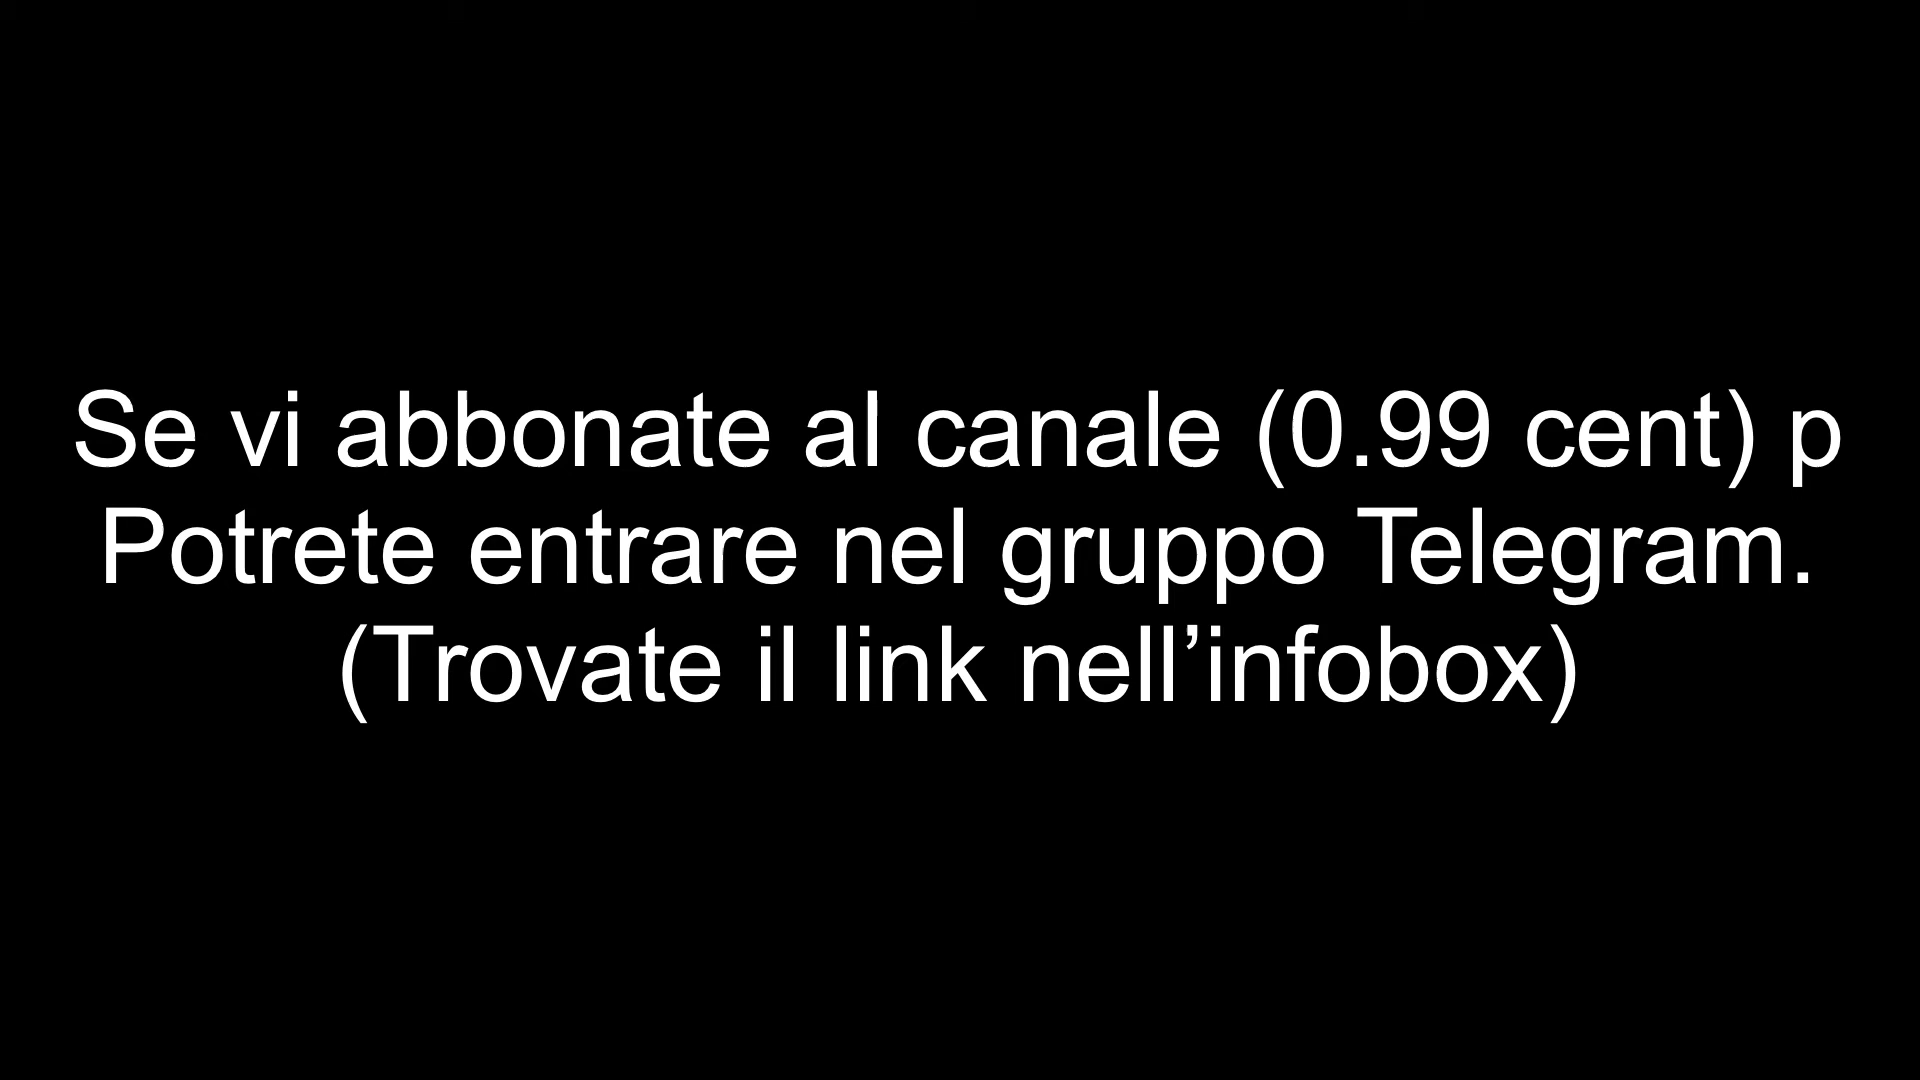 Se vi abbonate al canale (0.99 cent) p
Potrete entrare nel gruppo Telegram.
(Trovate il link nell’infobox)